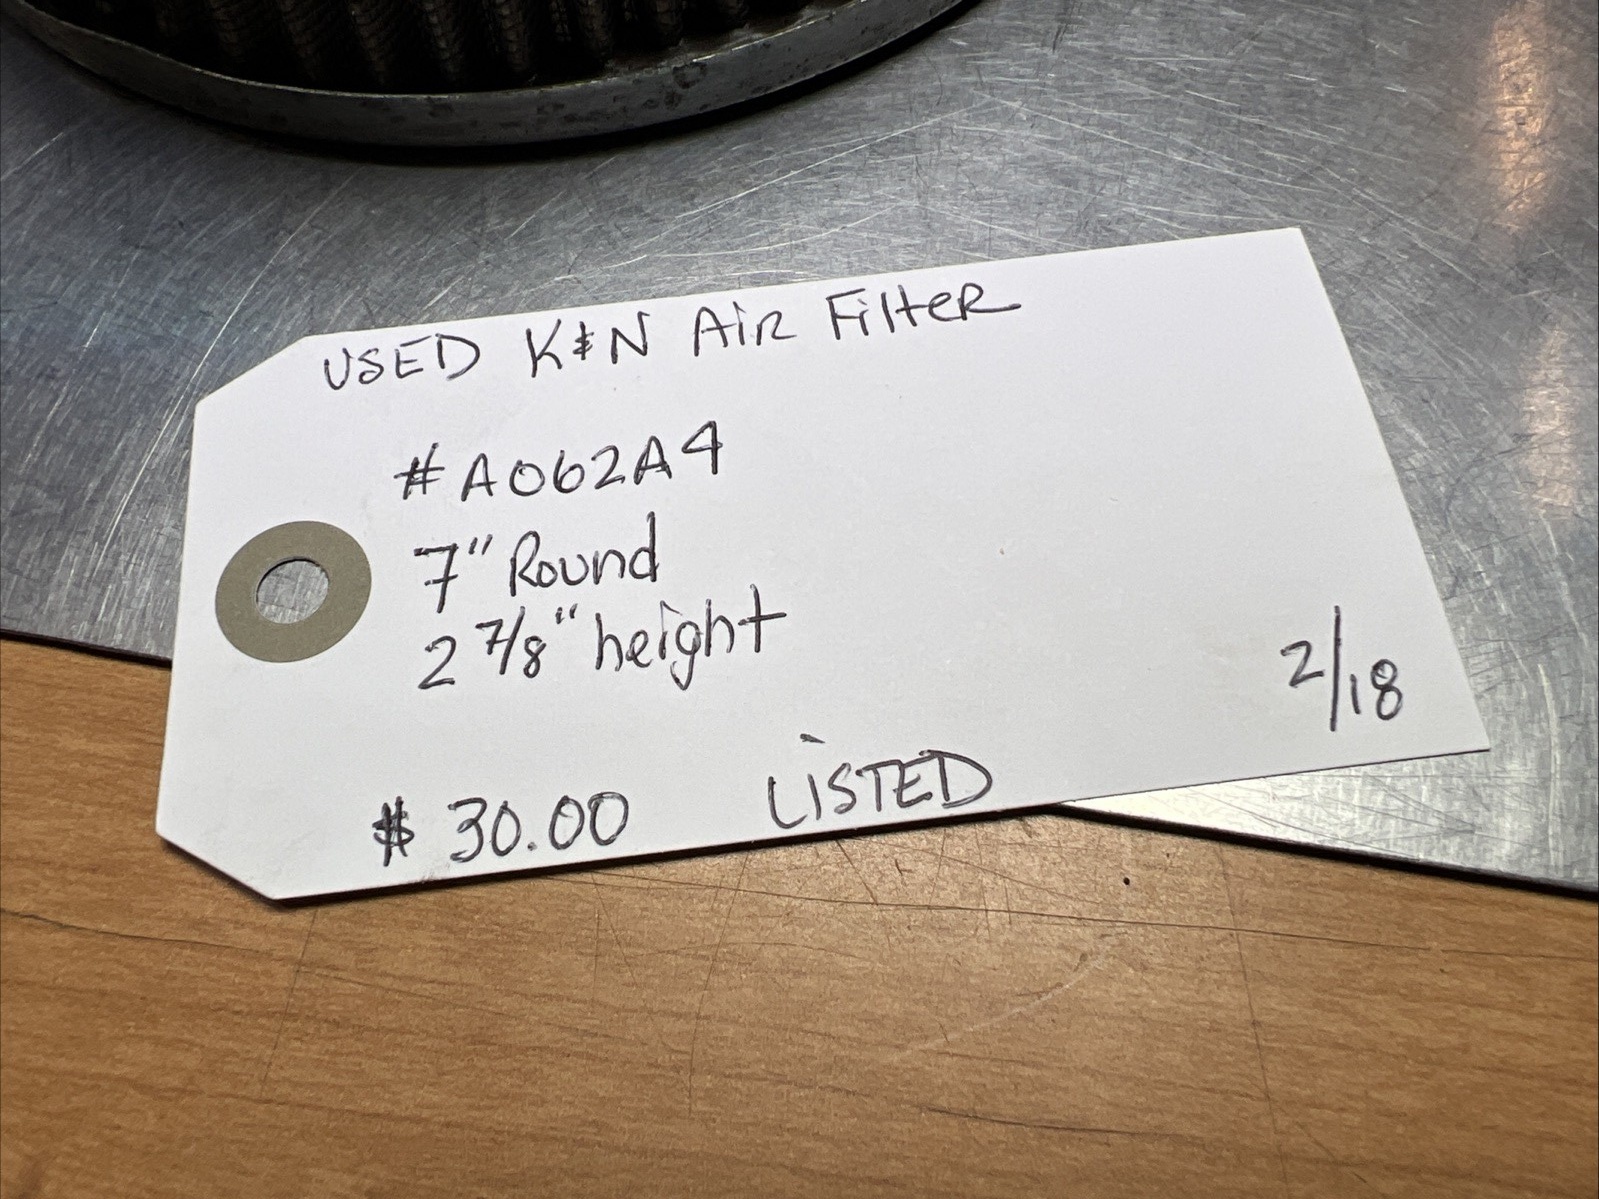 USED K&N AiR FilteR
#A062A4
7" Round
2 7/8" height
2/18
$ 30.00 LiSTED